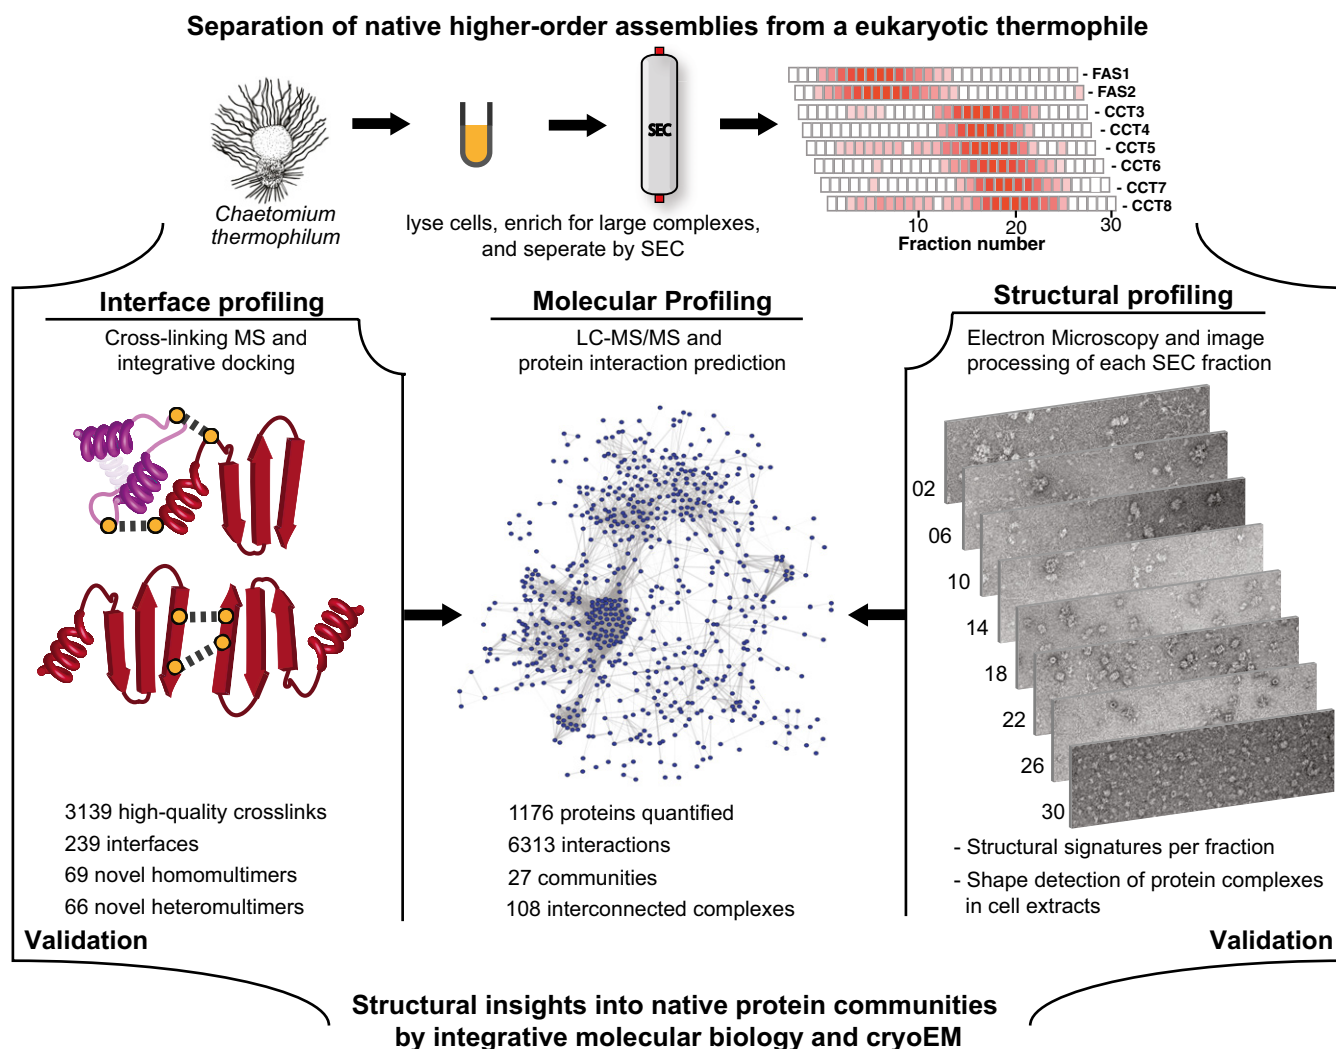 Separation of native higher-order assemblies from a eukaryotic thermophile
SEC
- FAS1
- FAS2
- CCT3
- CCT4
- CCT5
- CCT6
- CCT7
- CCT8
10 20 30
Fraction number
Chaetomium
thermophilum
lyse cells, enrich for large complexes,
and seperate by SEC
Interface profiling
Cross-linking MS and
integrative docking
3139 high-quality crosslinks
239 interfaces
69 novel homomultimers
66 novel heteromultimers
Validation
Molecular Profiling
LC-MS/MS and
protein interaction prediction
1176 proteins quantified
6313 interactions
27 communities
108 interconnected complexes
Structural profiling
Electron Microscopy and image
processing of each SEC fraction
02
06
10
14
18
22
26
30
- Structural signatures per fraction
- Shape detection of protein complexes
in cell extracts
Validation
Structural insights into native protein communities
by integrative molecular biology and cryoEM